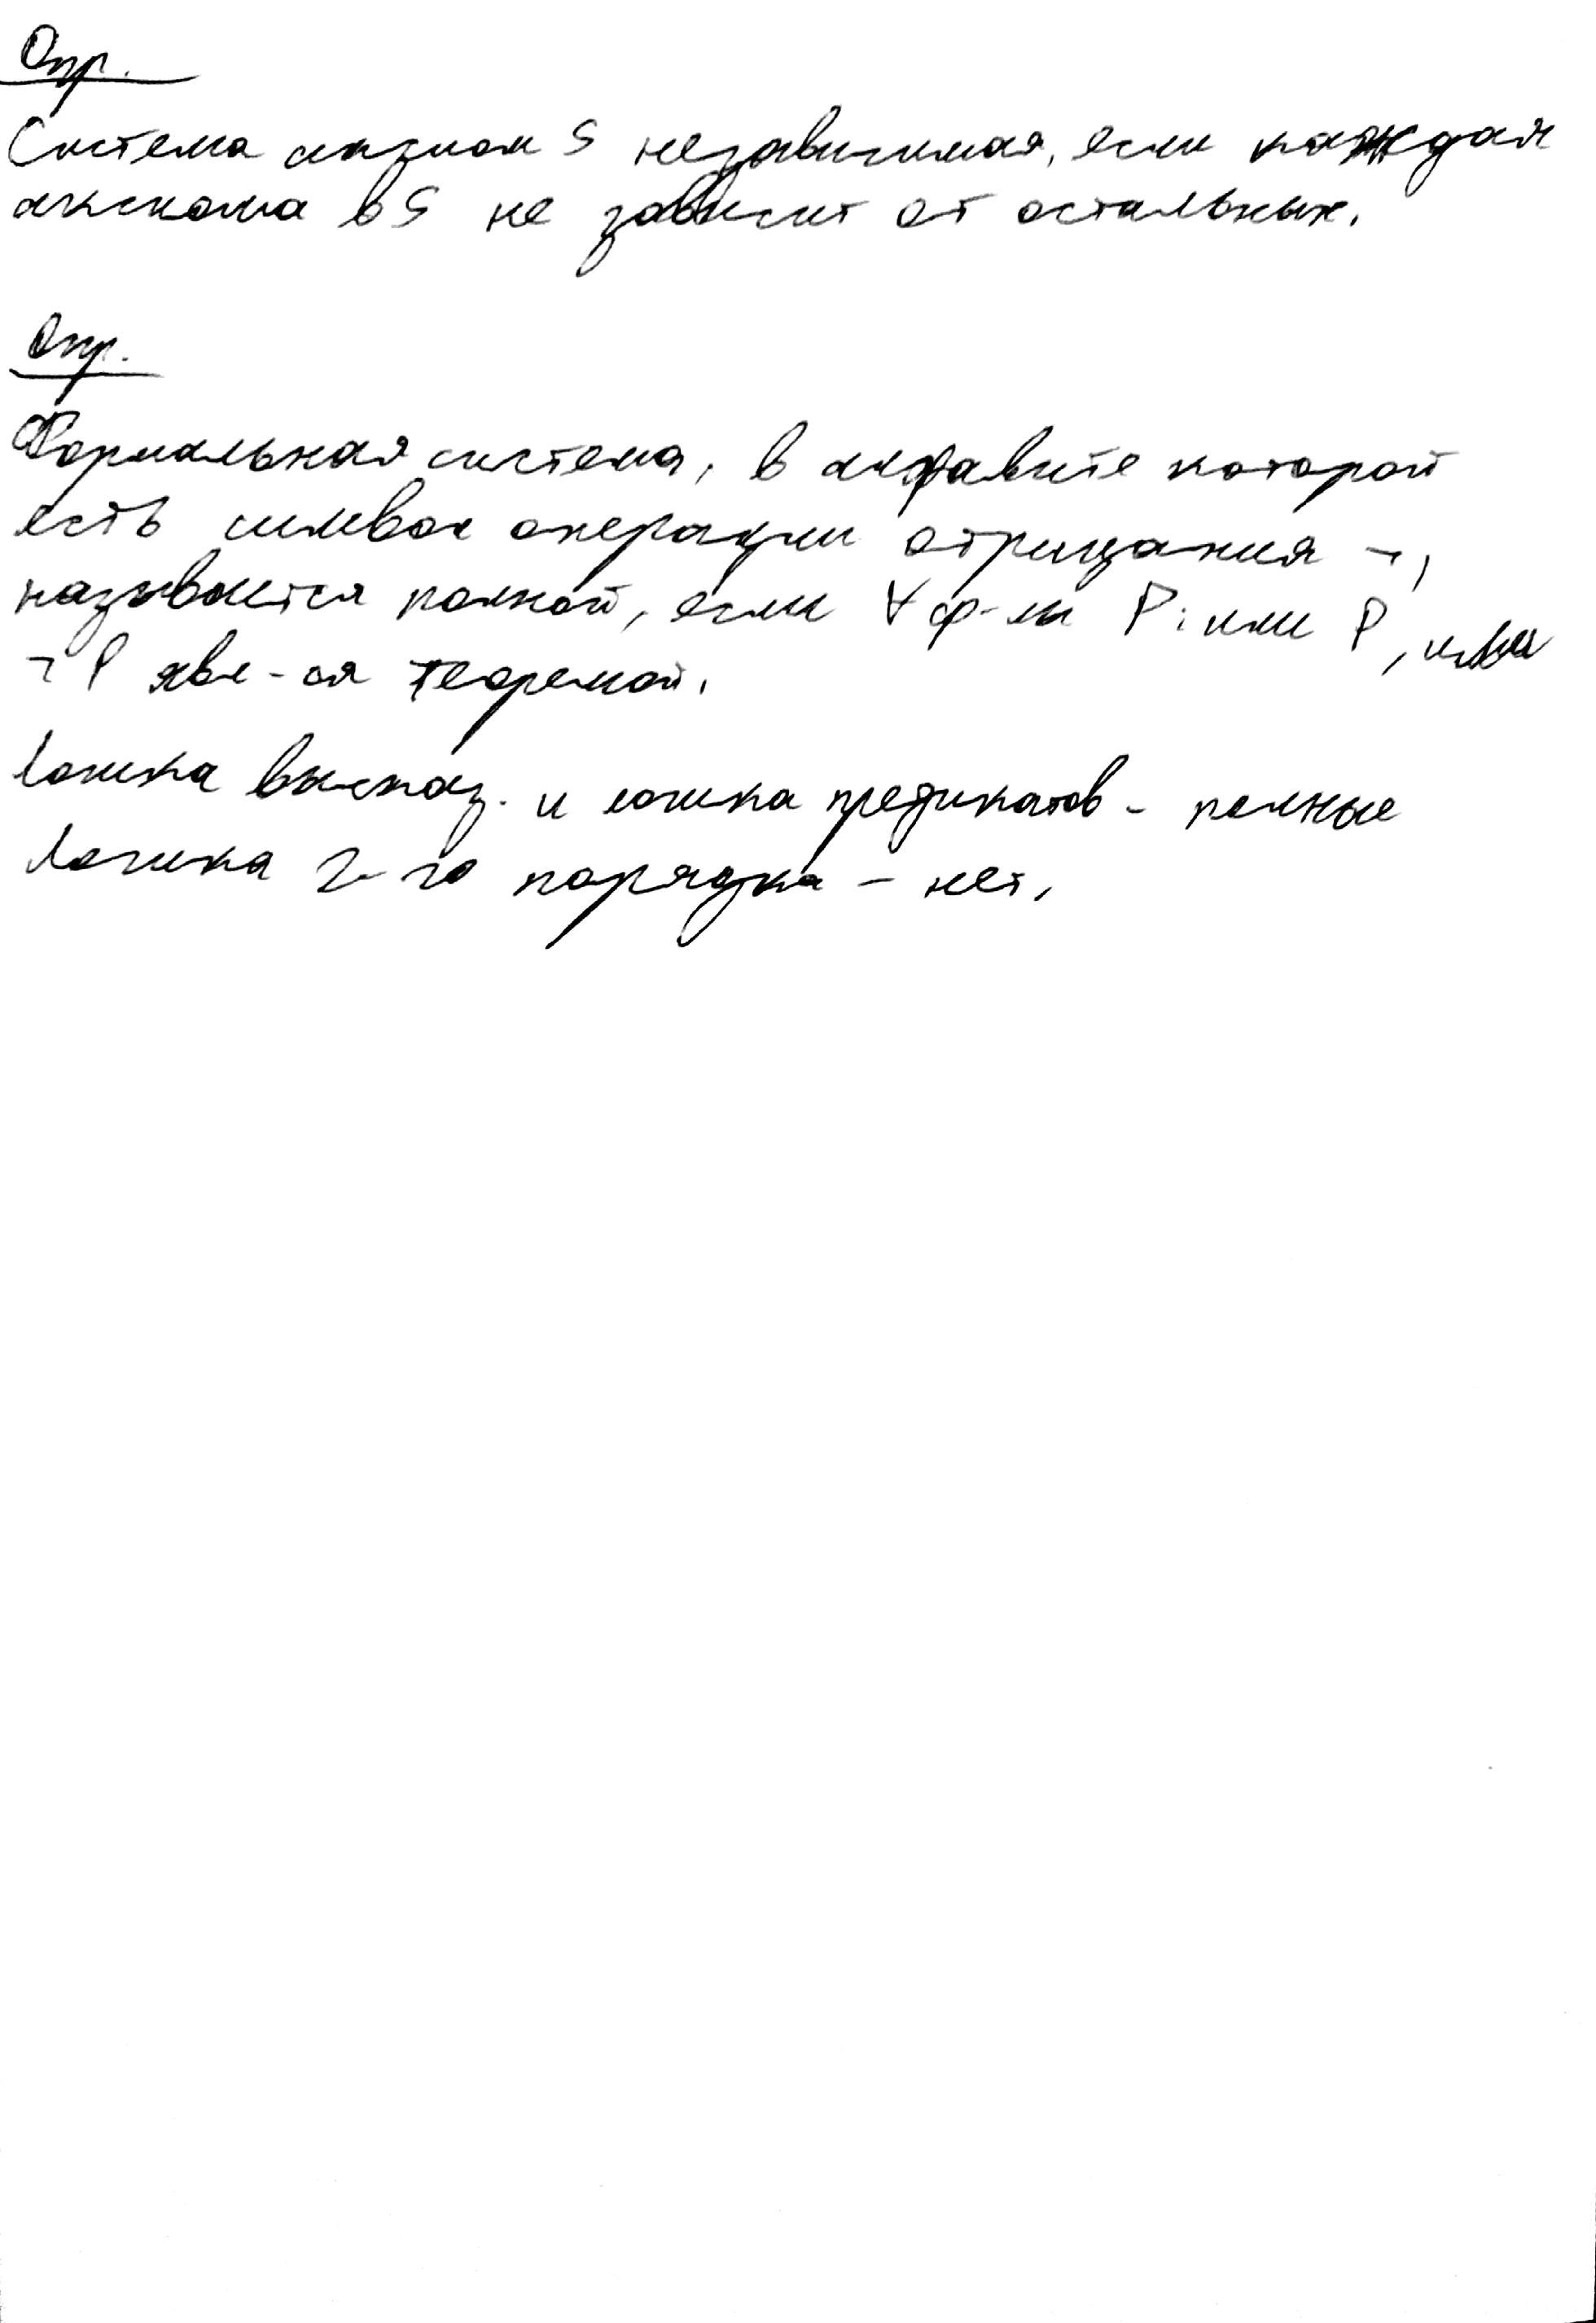 Опр.
Система аксиом S независимая, если каждая
аксиома в S не зависит от остальных.
Опр.
Формальная система, в алфавите которой
есть символ операции отрицания ¬,
называется полной, если ∀ ф-лы P: или P, или
¬ P явл-ся теоремой.
Логика высказ. и логика предикатов - полные
Логика 2-го порядка - нет.